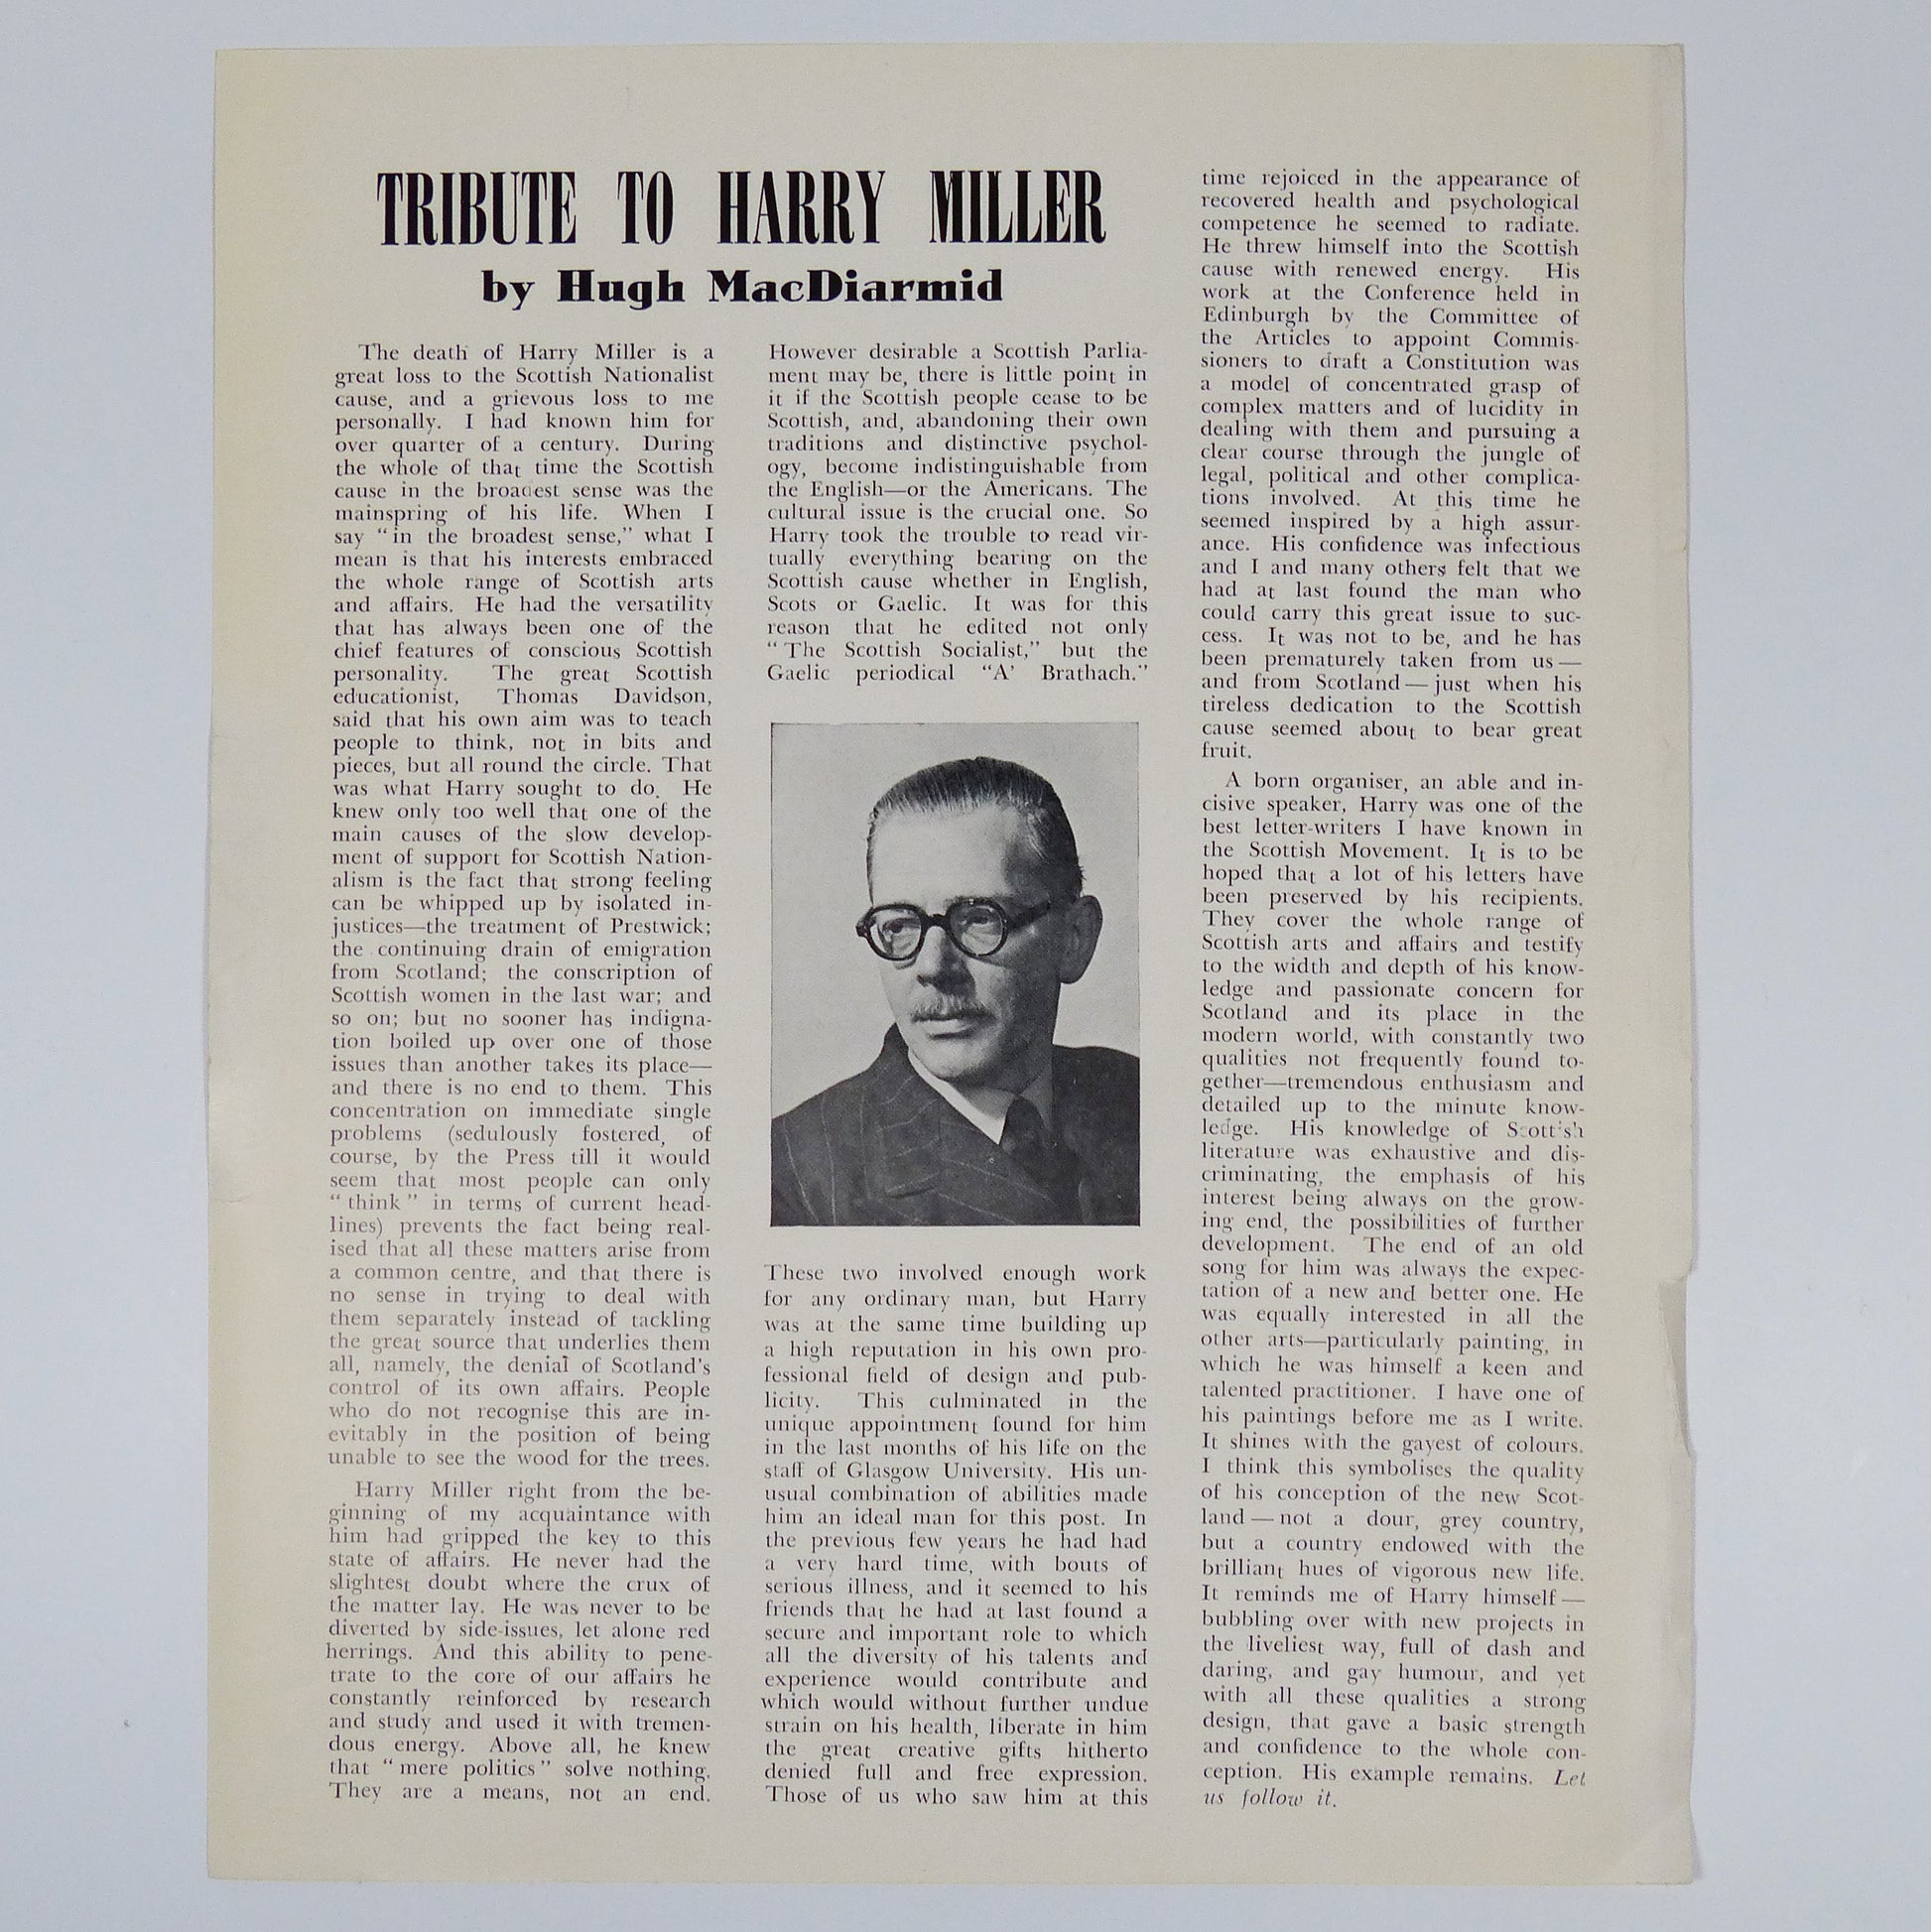 TRIBUTE TO HARRY MILLER
by Hugh MacDiarmid
The death of Harry Miller is a
great loss to the Scottish Nationalist
cause, and a grievous loss to me
personally. I had known him for
over quarter of a century. During
the whole of that time the Scottish
cause in the broadest sense was the
mainspring of his life. When I
say "in the broadest sense," what I
mean is that his interests embraced
the whole range of Scottish arts
and affairs. He had the versatility
that has always been one of the
chief features of conscious Scottish
personality. The great Scottish
educationist, Thomas Davidson,
said that his own aim was to teach
people to think, not in bits and
pieces, but all round the circle. That
was what Harry sought to do. He
knew only too well that one of the
main causes of the slow develop-
ment of support for Scottish Nation-
alism is the fact that strong feeling
can be whipped up by isolated in-
justices—the treatment of Prestwick;
the continuing drain of emigration
from Scotland; the conscription of
Scottish women in the last war; and
so on; but no sooner has indigna-
tion boiled up over one of those
issues than another takes its place—
and there is no end to them. This
concentration on immediate single
problems (sedulously fostered, of
course, by the Press till it would
seem that most people can only
"think" in terms of current head-
lines) prevents the fact being real-
ised that all these matters arise from
a common centre, and that there is
no sense in trying to deal with
them separately instead of tackling
the great source that underlies them
all, namely, the denial of Scotland's
control of its own affairs. People
who do not recognise this are in-
evitably in the position of being
unable to see the wood for the trees.
Harry Miller right from the be-
ginning of my acquaintance with
him had gripped the key to this
state of affairs. He never had the
slightest doubt where the crux of
the matter lay. He was never to be
diverted by side-issues, let alone red
herrings. And this ability to pene-
trate to the core of our affairs he
constantly reinforced by research
and study and used it with tremen-
dous energy. Above all, he knew
that "mere politics" solve nothing.
They are a means, not an end.
However desirable a Scottish Parlia-
ment may be, there is little point in
it if the Scottish people cease to be
Scottish, and, abandoning their own
traditions and distinctive psychol-
ogy, become indistinguishable from
the English—or the Americans. The
cultural issue is the crucial one. So
Harry took the trouble to read vir-
tually everything bearing on the
Scottish cause whether in English,
Scots or Gaelic. It was for this
reason that he edited not only
"The Scottish Socialist," but the
Gaelic periodical "A' Brathach."
These two involved enough work
for any ordinary man, but Harry
was at the same time building up
a high reputation in his own pro-
fessional field of design and pub-
licity. This culminated in the
unique appointment found for him
in the last months of his life on the
staff of Glasgow University. His un-
usual combination of abilities made
him an ideal man for this post. In
the previous few years he had had
a very hard time, with bouts of
serious illness, and it seemed to his
friends that he had at last found a
secure and important role to which
all the diversity of his talents and
experience would contribute and
which would without further undue
strain on his health, liberate in him
the great creative gifts hitherto
denied full and free expression.
Those of us who saw him at this
time rejoiced in the appearance of
recovered health and psychological
competence he seemed to radiate.
He threw himself into the Scottish
cause with renewed energy. His
work at the Conference held in
Edinburgh by the Committee of
the Articles to appoint Commis-
sioners to draft a Constitution was
a model of concentrated grasp of
complex matters and of lucidity in
dealing with them and pursuing a
clear course through the jungle of
legal, political and other complica-
tions involved. At this time he
seemed inspired by a high assur-
ance. His confidence was infectious
and I and many others felt that we
had at last found the man who
could carry this great issue to suc-
cess. It was not to be, and he has
been prematurely taken from us—
and from Scotland—just when his
tireless dedication to the Scottish
cause seemed about to bear great
fruit.
A born organiser, an able and in-
cisive speaker, Harry was one of the
best letter-writers I have known in
the Scottish Movement. It is to be
hoped that a lot of his letters have
been preserved by his recipients.
They cover the whole range of
Scottish arts and affairs and testify
to the width and depth of his know-
ledge and passionate concern for
Scotland and its place in the
modern world, with constantly two
qualities not frequently found to-
gether—tremendous enthusiasm and
detailed up to the minute know-
ledge. His knowledge of Scottish
literature was exhaustive and dis-
criminating, the emphasis of his
interest being always on the grow-
ing end, the possibilities of further
development. The end of an old
song for him was always the expec-
tation of a new and better one. He
was equally interested in all the
other arts—particularly painting, in
which he was himself a keen and
talented practitioner. I have one of
his paintings before me as I write.
It shines with the gayest of colours.
I think this symbolises the quality
of his conception of the new Scot-
land—not a dour, grey country,
but a country endowed with the
brilliant hues of vigorous new life.
It reminds me of Harry himself—
bubbling over with new projects in
the liveliest way, full of dash and
daring, and gay humour, and yet
with all these qualities a strong
design, that gave a basic strength
and confidence to the whole con-
ception. His example remains. Let
us follow it.